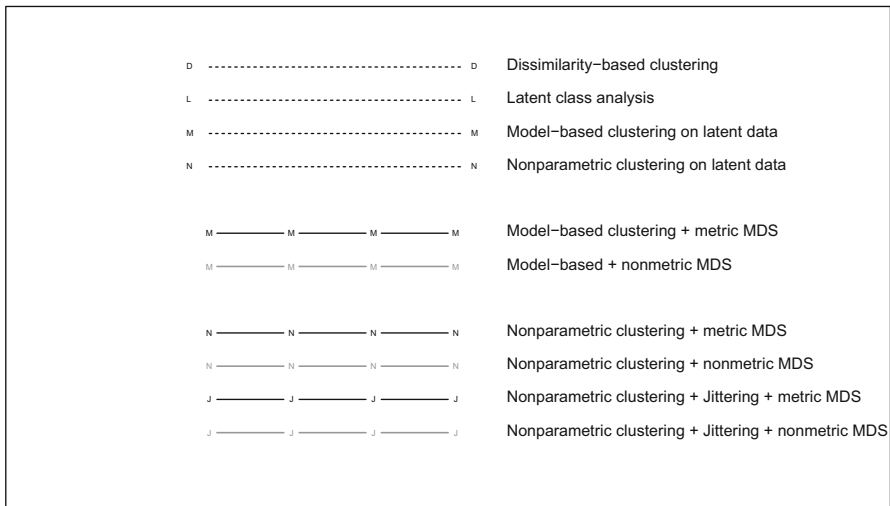 D D Dissimilarity−based clustering
L L Latent class analysis
M M Model−based clustering on latent data
N N Nonparametric clustering on latent data
M M M M Model−based clustering + metric MDS
M M M M Model−based + nonmetric MDS
N N N N Nonparametric clustering + metric MDS
N N N N Nonparametric clustering + nonmetric MDS
J J J J Nonparametric clustering + Jittering + metric MDS
J J J J Nonparametric clustering + Jittering + nonmetric MDS